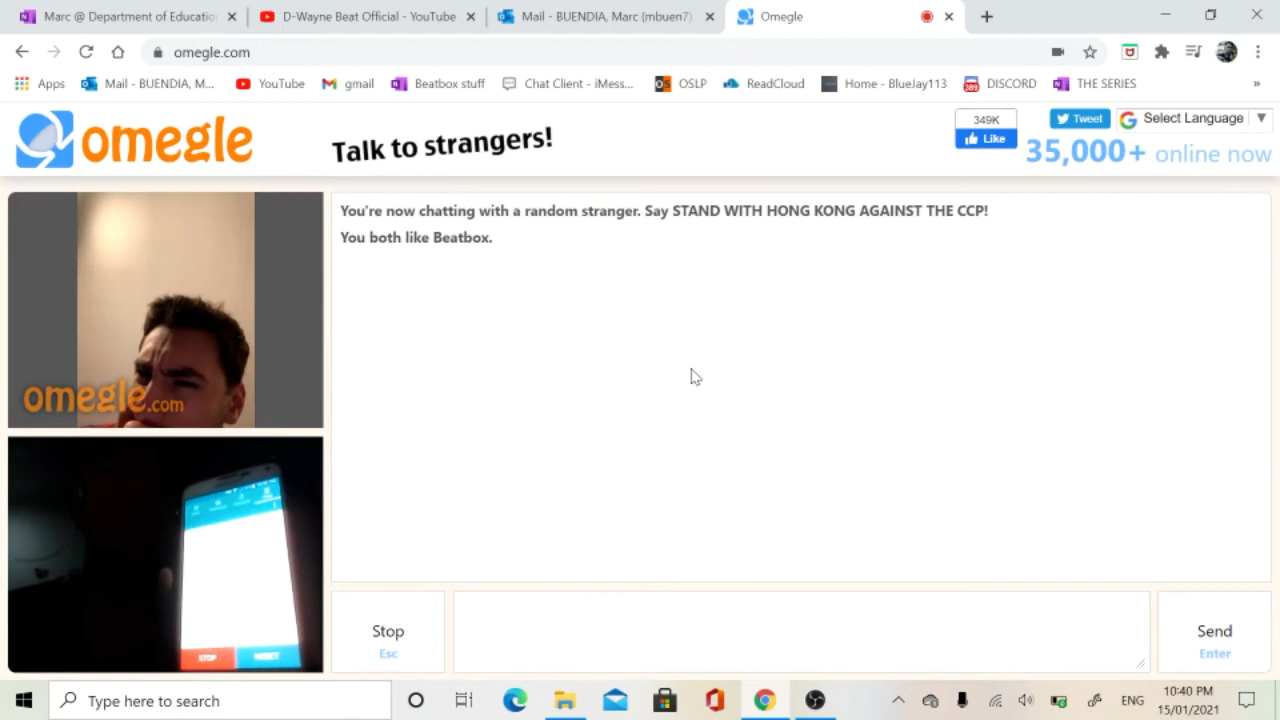 Marc @ Department of Educatio
D-Wayne Beat Official - YouTube
Mail - BUENDIA, Marc (mbuen7)
Omegle
omegle.com
Apps
Mail - BUENDIA, M...
YouTube
gmail
Beatbox stuff
Chat Client - iMess...
OSLP
ReadCloud
Home - BlueJay113
DISCORD
THE SERIES
»
omegle
Talk to strangers!
349K
Like
Tweet
Select Language
35,000+ online now
You're now chatting with a random stranger. Say STAND WITH HONG KONG AGAINST THE CCP!
You both like Beatbox.
omegle.com
STOP
Stop
Esc
Send
Enter
Type here to search
ENG
10:40 PM
15/01/2021